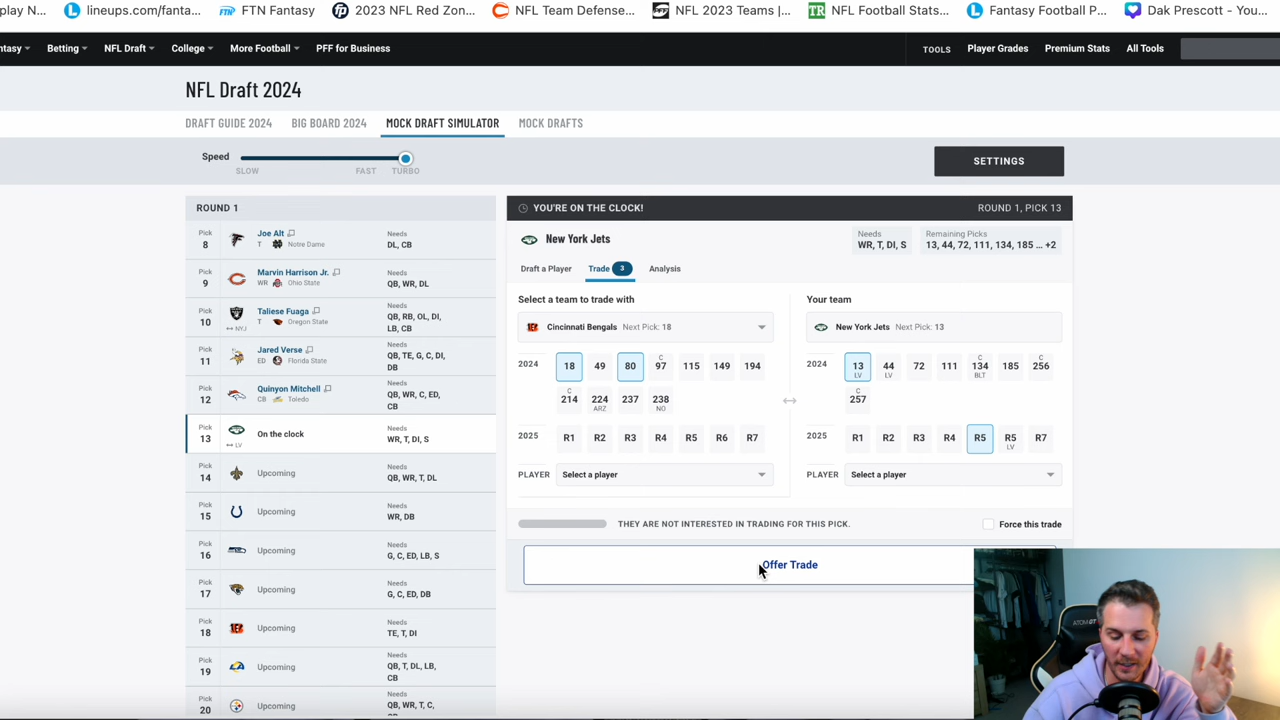 play N...
lineups.com/fanta...
FTN Fantasy
2023 NFL Red Zon...
NFL Team Defense...
NFL 2023 Teams |...
NFL Football Stats...
Fantasy Football P...
Dak Prescott - You...
ntasy
Betting
NFL Draft
College
More Football
PFF for Business
TOOLS
Player Grades
Premium Stats
All Tools
NFL Draft 2024
DRAFT GUIDE 2024
BIG BOARD 2024
MOCK DRAFT SIMULATOR
MOCK DRAFTS
Speed
SLOW
FAST
TURBO
SETTINGS
ROUND 1
Pick 8
Joe Alt
T Notre Dame
Needs
DL, CB
Pick 9
Marvin Harrison Jr.
WR Ohio State
Needs
QB, WR, DL
Pick 10
↔ NYJ
Taliese Fuaga
T Oregon State
Needs
QB, RB, OL, DI,
LB, CB
Pick 11
Jared Verse
ED Florida State
Needs
QB, TE, G, C, DI,
DB
Pick 12
Quinyon Mitchell
CB Toledo
Needs
QB, WR, C, ED,
CB
Pick 13
↔ LV
On the clock
Needs
WR, T, DI, S
Pick 14
Upcoming
Needs
QB, WR, T, DL
Pick 15
Upcoming
Needs
WR, DB
Pick 16
Upcoming
Needs
G, C, ED, LB, S
Pick 17
Upcoming
Needs
G, C, ED, DB
Pick 18
Upcoming
Needs
TE, T, DI
Pick 19
Upcoming
Needs
QB, T, DL, LB,
CB
Pick 20
Upcoming
Needs
QB, WR, T, C,
YOU'RE ON THE CLOCK!
ROUND 1, PICK 13
New York Jets
Needs
WR, T, DI, S
Remaining Picks
13, 44, 72, 111, 134, 185 ... +2
Draft a Player
Trade 3
Analysis
Select a team to trade with
Cincinnati Bengals Next Pick: 18
2024
18 49 80 C 97 115 149 194
C 214 224 ARZ 237 C 238 NO
2025
R1 R2 R3 R4 R5 R6 R7
PLAYER Select a player
Your team
New York Jets Next Pick: 13
2024
13 LV 44 LV 72 111 C 134 BLT 185 C 256
C 257
2025
R1 R2 R3 R4 R5 R5 LV R7
PLAYER Select a player
THEY ARE NOT INTERESTED IN TRADING FOR THIS PICK.
Force this trade
Offer Trade
ATOM GT